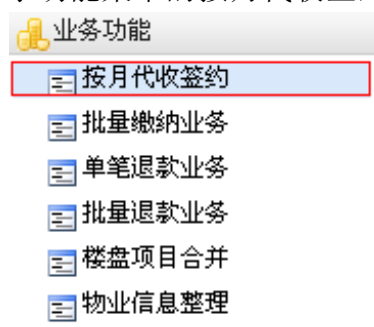 业务功能
按月代收签约
批量缴纳业务
单笔退款业务
批量退款业务
楼盘项目合并
物业信息整理